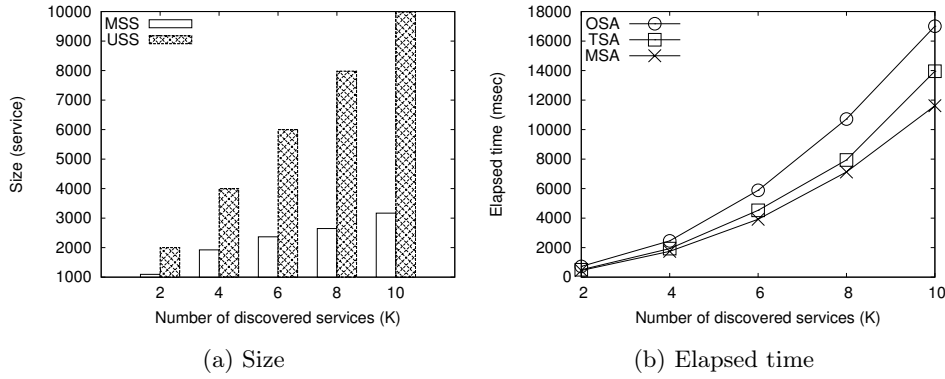 10000
9000
8000
7000
6000
5000
4000
3000
2000
1000
Size (service)
MSS
USS
2 4 6 8 10
Number of discovered services (K)
(a) Size
18000
16000
14000
12000
10000
8000
6000
4000
2000
0
Elapsed time (msec)
OSA
TSA
MSA
2 4 6 8 10
Number of discovered services (K)
(b) Elapsed time